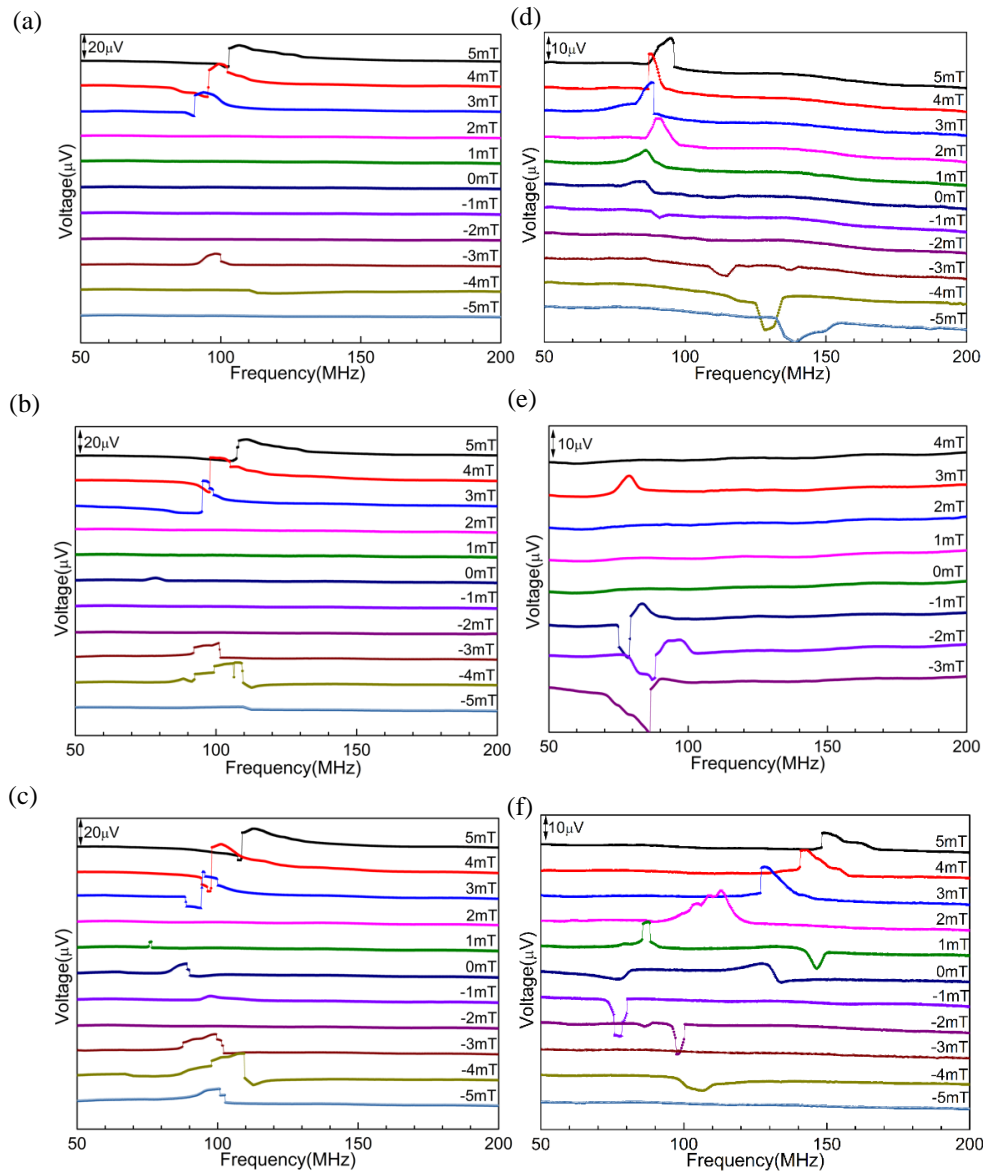 (a)
20μV
5mT
4mT
3mT
2mT
1mT
0mT
-1mT
-2mT
-3mT
-4mT
-5mT
Voltage(μV)
50
100
150
200
Frequency(MHz)
(b)
20μV
5mT
4mT
3mT
2mT
1mT
0mT
-1mT
-2mT
-3mT
-4mT
-5mT
Voltage(μV)
50
100
150
200
Frequency(MHz)
(c)
20μV
5mT
4mT
3mT
2mT
1mT
0mT
-1mT
-2mT
-3mT
-4mT
-5mT
Voltage(μV)
50
100
150
200
Frequency(MHz)
(d)
10μV
5mT
4mT
3mT
2mT
1mT
0mT
-1mT
-2mT
-3mT
-4mT
-5mT
Voltage(μV)
50
100
150
200
Frequency(MHz)
(e)
10μV
4mT
3mT
2mT
1mT
0mT
-1mT
-2mT
-3mT
Voltage(μV)
50
100
150
200
Frequency(MHz)
(f)
10μV
5mT
4mT
3mT
2mT
1mT
0mT
-1mT
-2mT
-3mT
-4mT
-5mT
Voltage(μV)
50
100
150
200
Frequency(MHz)